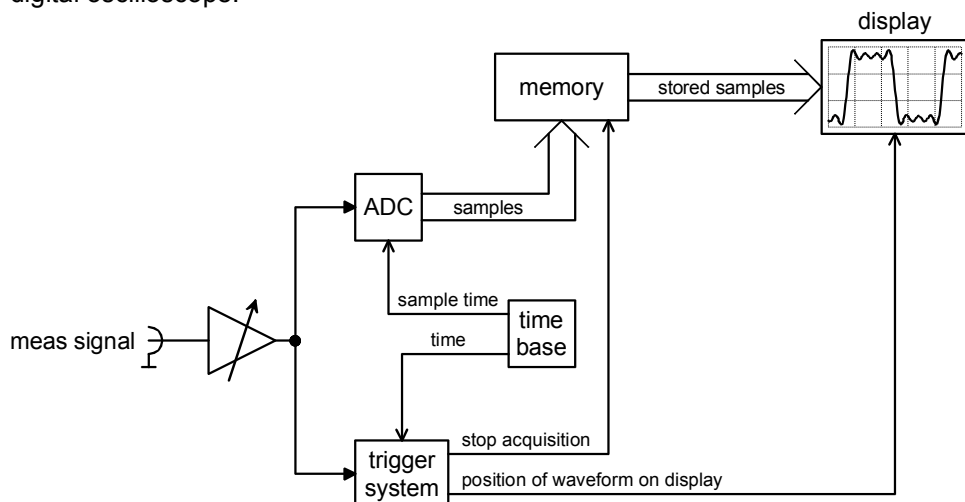 digital oscilloscope.
display
memory
stored samples
ADC
samples
sample time
time
time
base
meas signal
stop acquisition
trigger
system
position of waveform on display